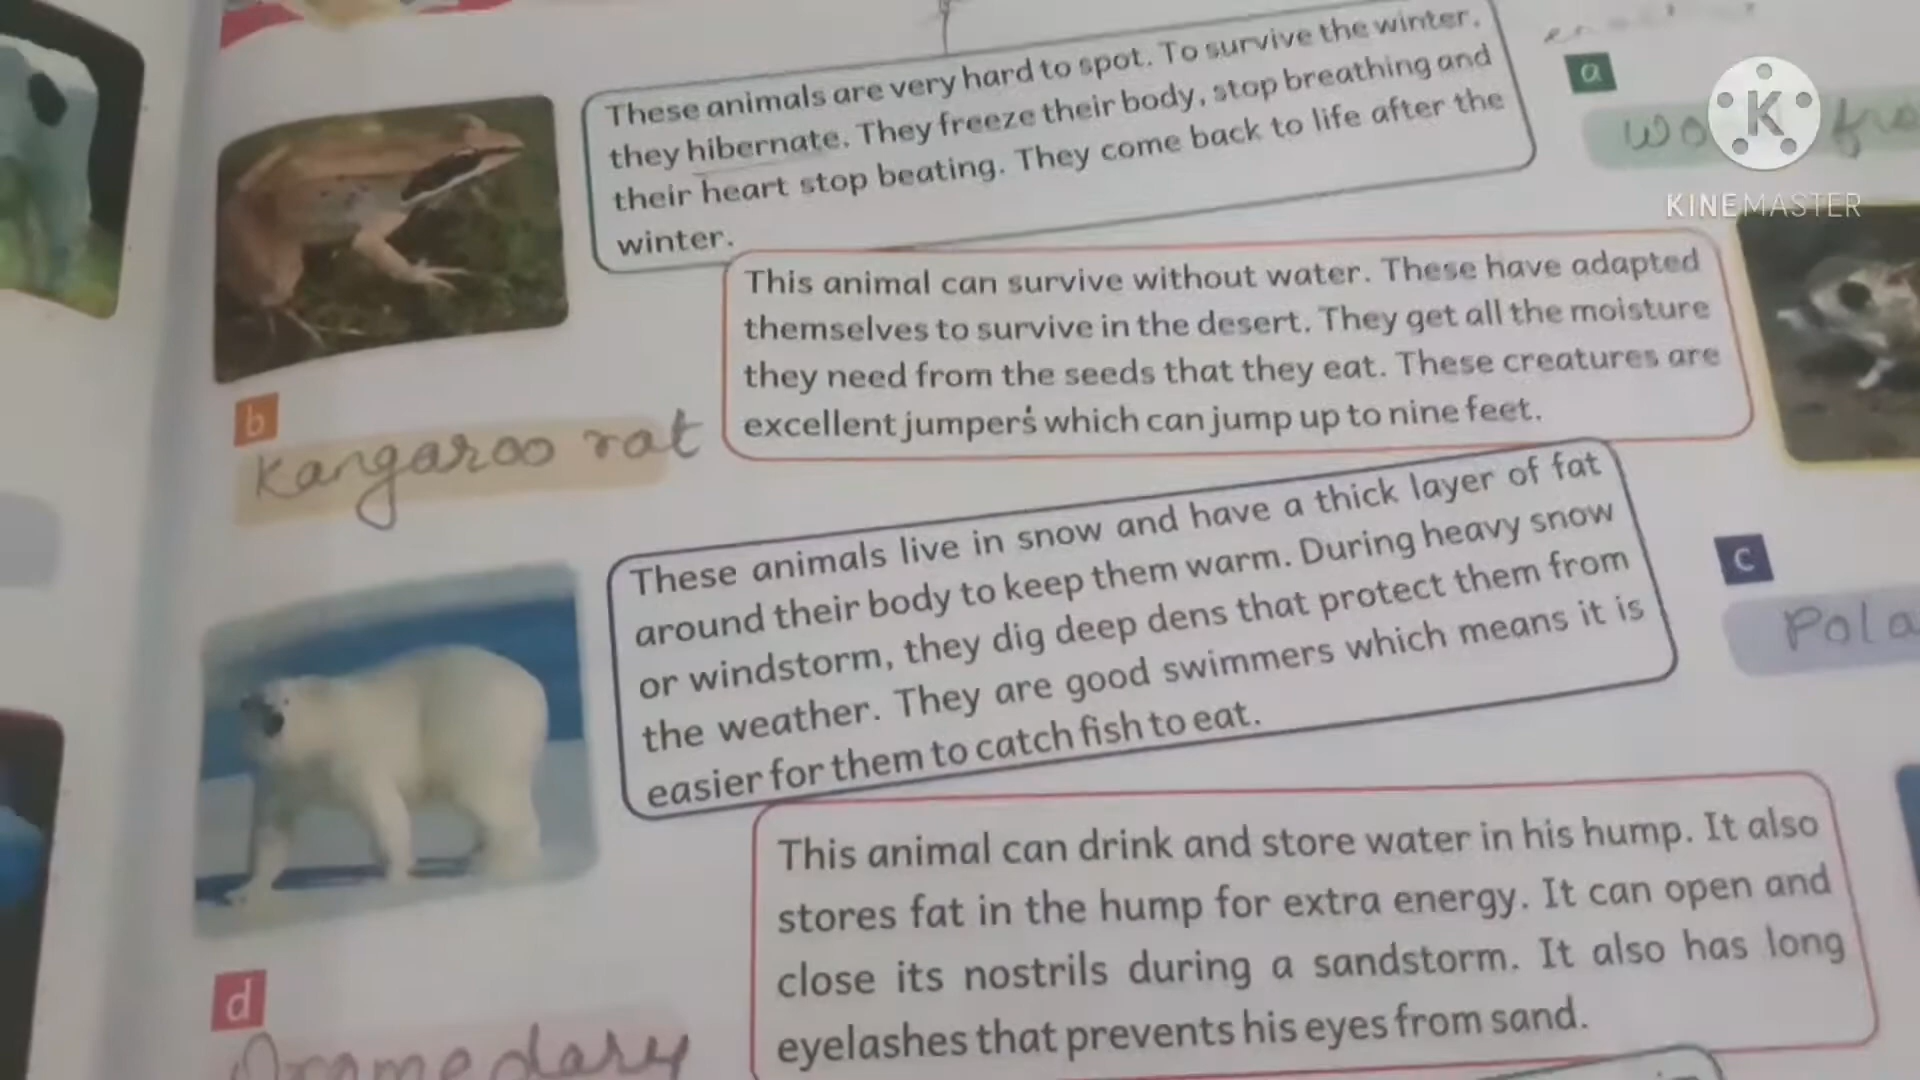 These animals are very hard to spot. To survive the winter,
they hibernate. They freeze their body, stop breathing and
their heart stop beating. They come back to life after the
winter.
a
K
KINEMASTER
This animal can survive without water. These have adapted
themselves to survive in the desert. They get all the moisture
they need from the seeds that they eat. These creatures are
excellent jumpers which can jump up to nine feet.
b
Kangaroo rat
These animals live in snow and have a thick layer of fat
around their body to keep them warm. During heavy snow
or windstorm, they dig deep dens that protect them from
the weather. They are good swimmers which means it is
easier for them to catch fish to eat.
c
Pola
This animal can drink and store water in his hump. It also
stores fat in the hump for extra energy. It can open and
close its nostrils during a sandstorm. It also has long
eyelashes that prevents his eyes from sand.
d
Dromedary